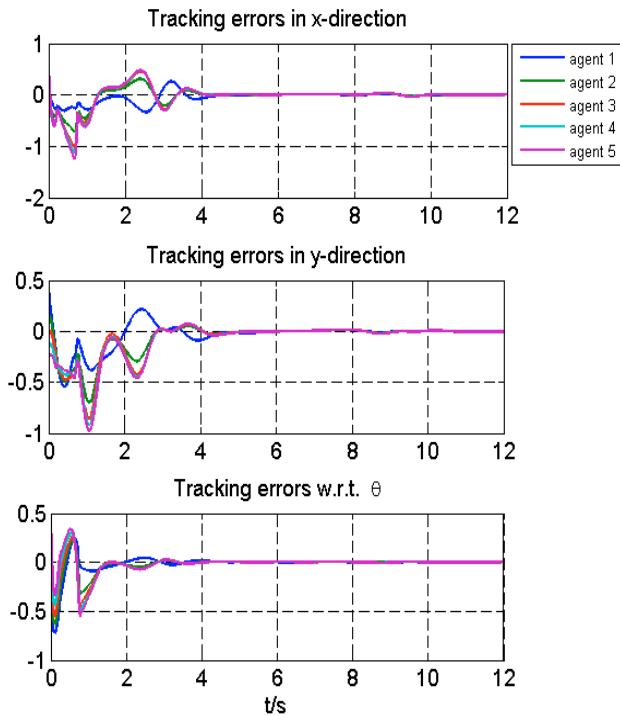 Tracking errors in x-direction
1
0
-1
-2
0 2 4 6 8 10 12
agent 1
agent 2
agent 3
agent 4
agent 5
Tracking errors in y-direction
0.5
0
-0.5
-1
0 2 4 6 8 10 12
Tracking errors w.r.t. θ
0.5
0
-0.5
-1
0 2 4 6 8 10 12
t/s